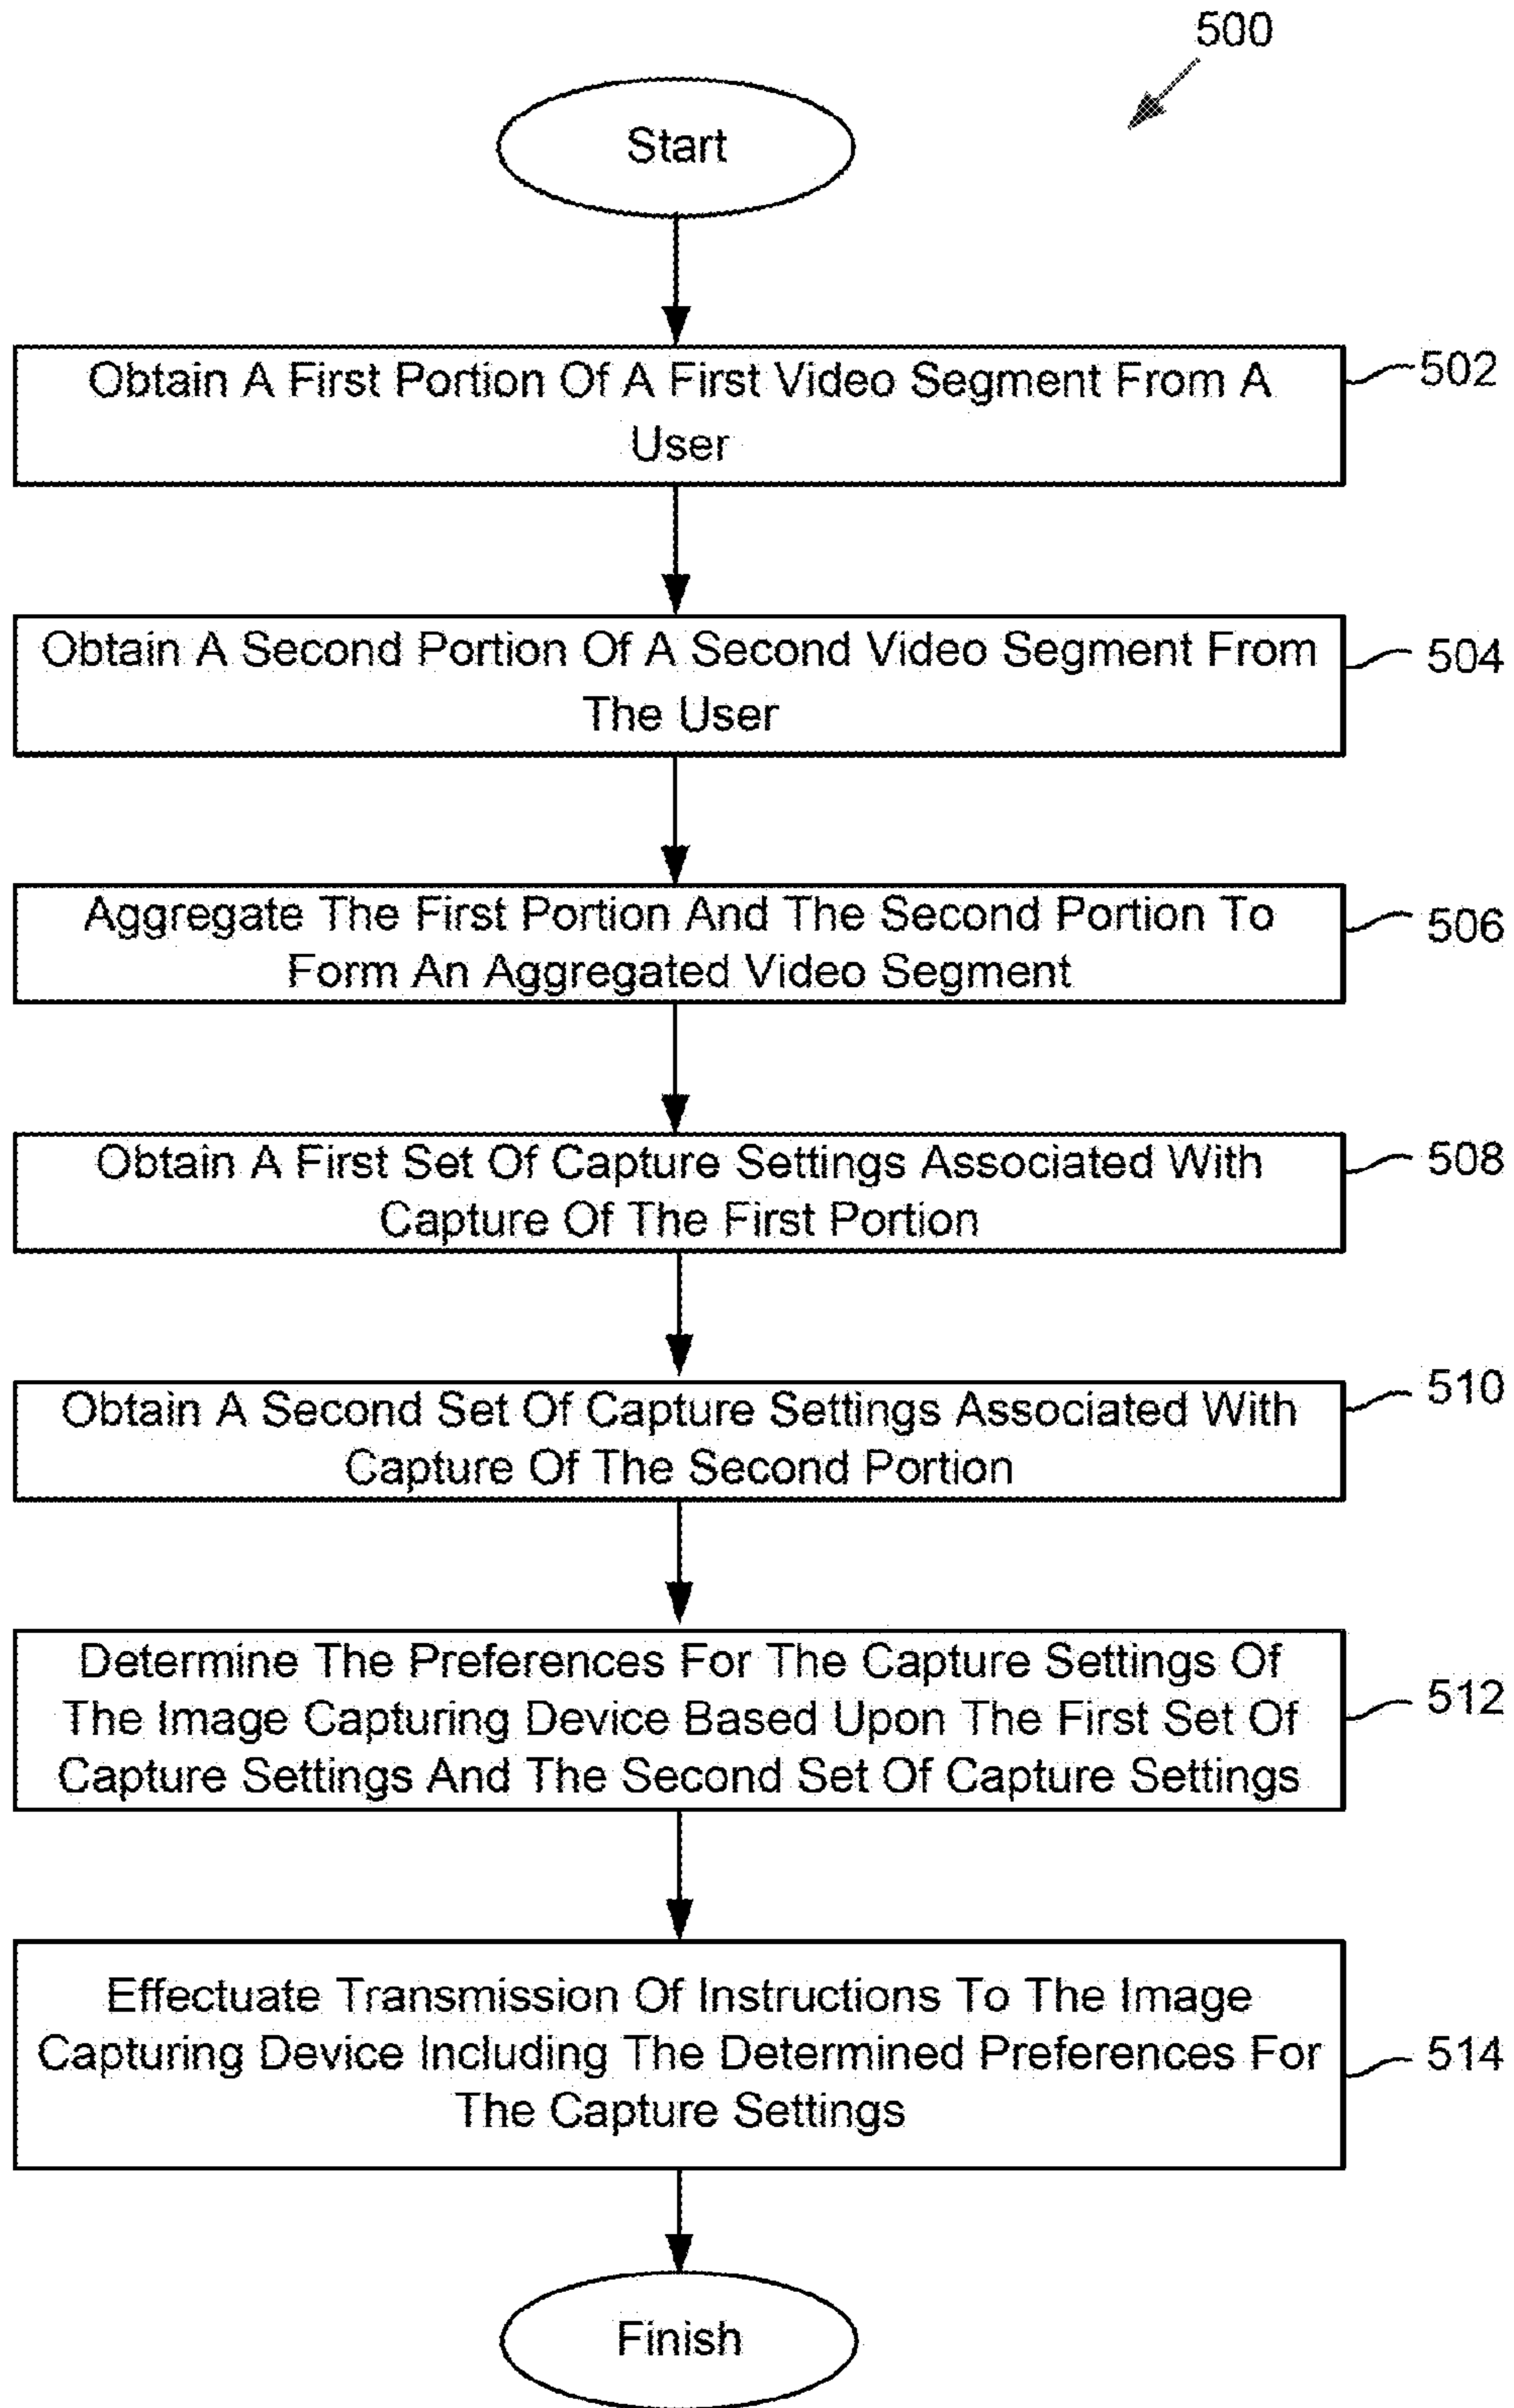 500
Start
Obtain A First Portion Of A First Video Segment From A
User
502
Obtain A Second Portion Of A Second Video Segment From
The User
504
Aggregate The First Portion And The Second Portion To
Form An Aggregated Video Segment
506
Obtain A First Set Of Capture Settings Associated With
Capture Of The First Portion
508
Obtain A Second Set Of Capture Settings Associated With
Capture Of The Second Portion
510
Determine The Preferences For The Capture Settings Of
The Image Capturing Device Based Upon The First Set Of
Capture Settings And The Second Set Of Capture Settings
512
Effectuate Transmission Of Instructions To The Image
Capturing Device Including The Determined Preferences For
The Capture Settings
514
Finish